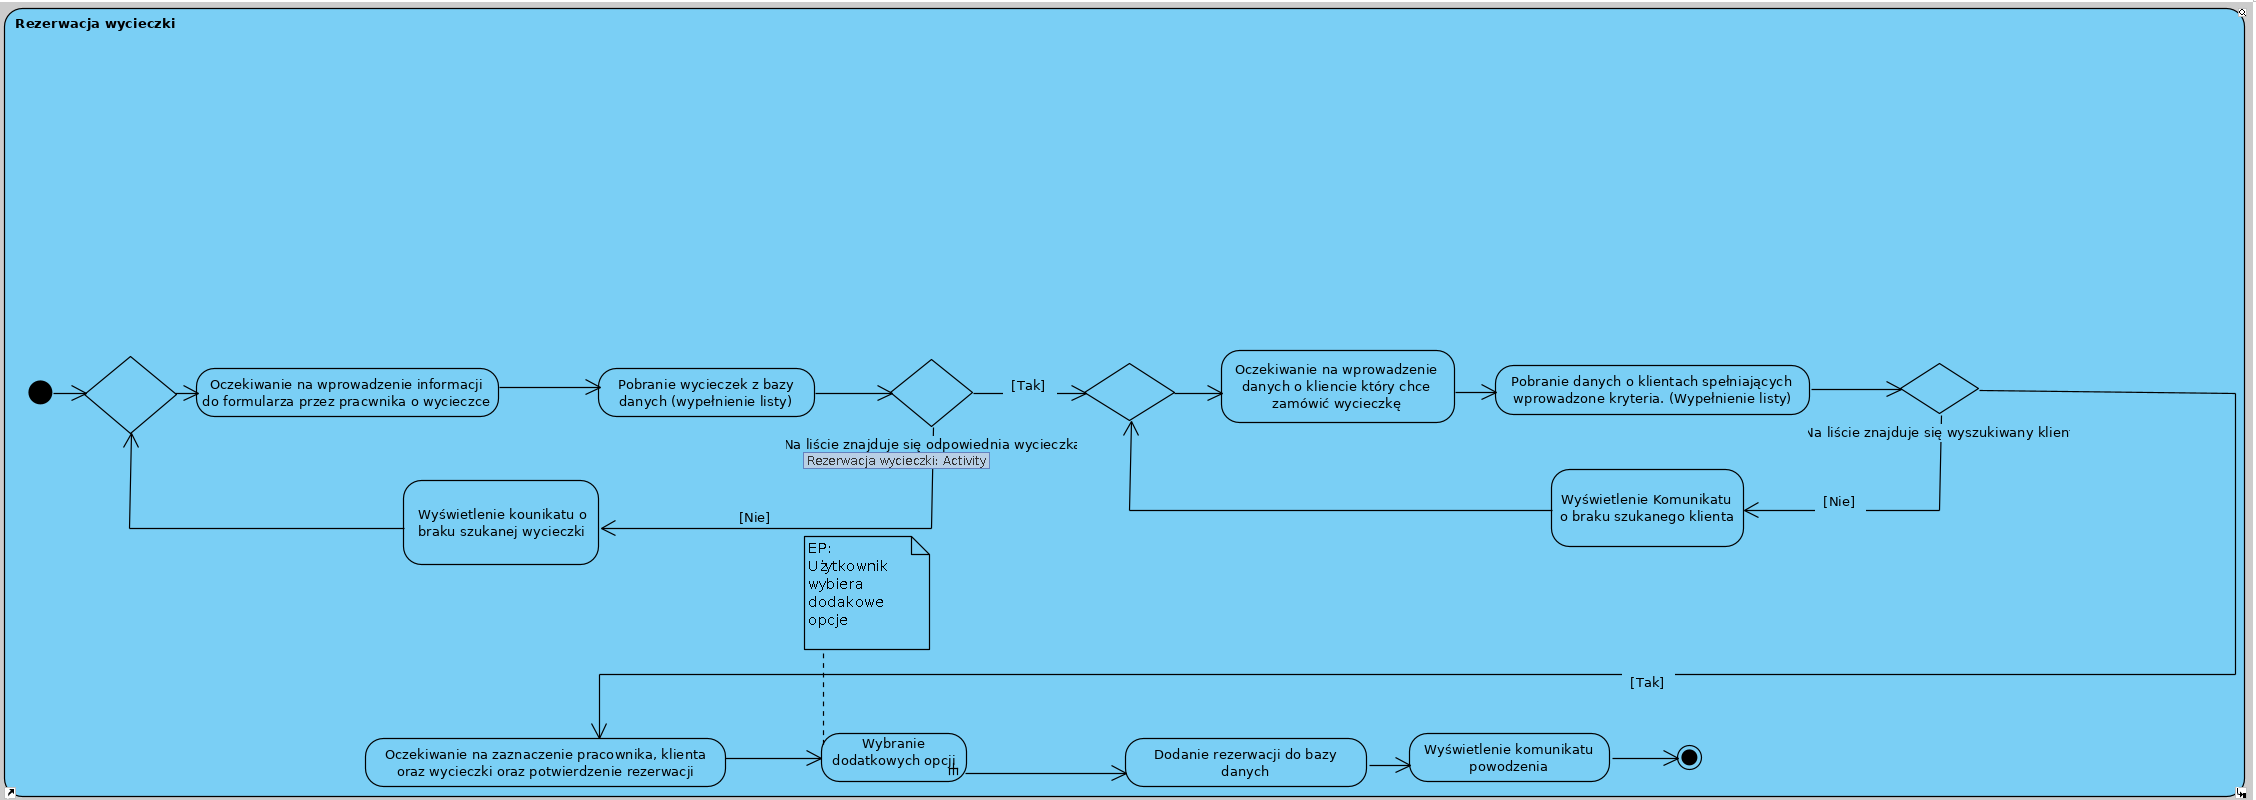 Rezerwacja wycieczki
Oczekiwanie na wprowadzenie informacji
do formularza przez pracwnika o wycieczce
Pobranie wycieczek z bazy
danych (wypełnienie listy)
[Tak]
Na liście znajduje się odpowiednia wycieczka
Rezerwacja wycieczki: Activity
Wyświetlenie kounikatu o
braku szukanej wycieczki
[Nie]
Oczekiwanie na wprowadzenie
danych o kliencie który chce
zamówić wycieczkę
Pobranie danych o klientach spełniających
wprowadzone kryteria. (Wypełnienie listy)
Na liście znajduje się wyszukiwany klien
Wyświetlenie Komunikatu
o braku szukanego klienta
[Nie]
EP:
Użytkownik
wybiera
dodakowe
opcje
[Tak]
Oczekiwanie na zaznaczenie pracownika, klienta
oraz wycieczki oraz potwierdzenie rezerwacji
Wybranie
dodatkowych opcji
Dodanie rezerwacji do bazy
danych
Wyświetlenie komunikatu
powodzenia